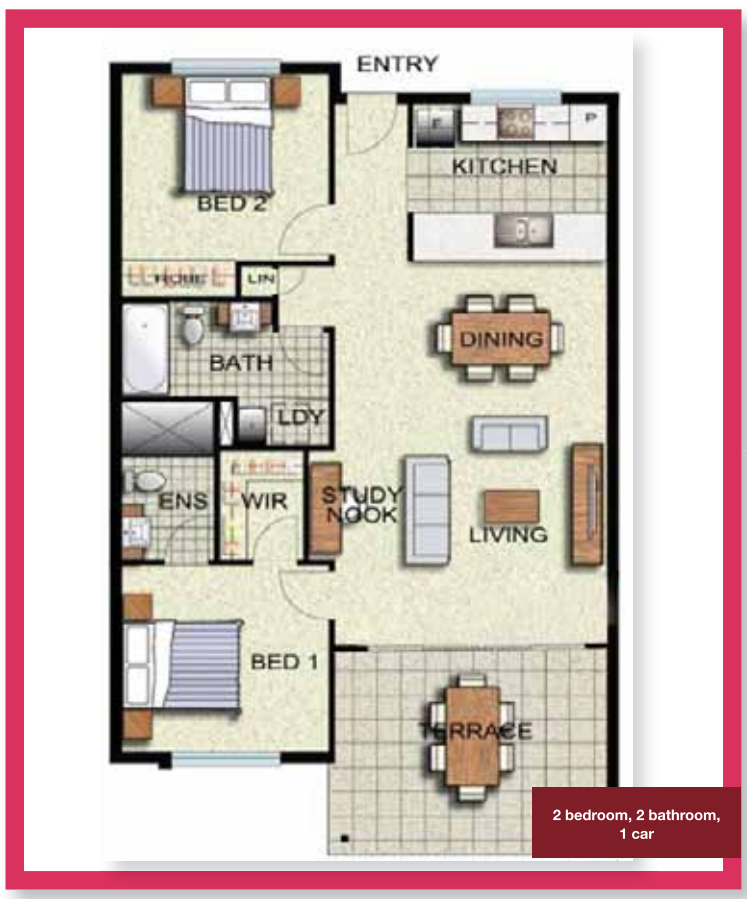 ENTRY
F
P
KITCHEN
BED 2
ROBE
LIN
DINING
BATH
LDY
ENS
WIR
STUDY
NOOK
LIVING
BED 1
TERRACE
2 bedroom, 2 bathroom,
1 car